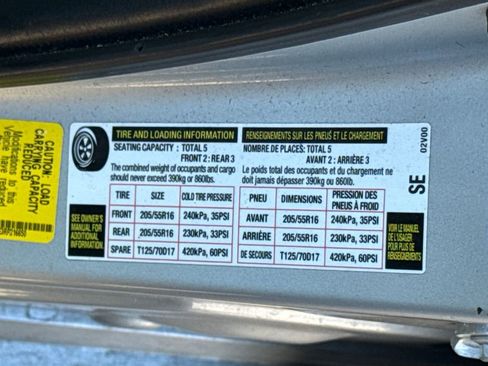 CAUTION: LOAD
CARRYING CAPACITY
REDUCED
Modifications to this
TIRE AND LOADING INFORMATION
SEATING CAPACITY : TOTAL 5
FRONT 2 : REAR 3
The combined weight of occupants and cargo
should never exceed 390kg or 860lbs.
RENSEIGNEMENTS SUR LES PNEUS ET LE CHARGEMENT
NOMBRE DE PLACES: TOTAL 5
AVANT 2 : ARRIÈRE 3
Le poids total des occupants et du chargement ne
doit jamais dépasser 390kg ou 860lb.
SEE OWNER'S
MANUAL FOR
ADDITIONAL
INFORMATION.
TIRE SIZE COLD TIRE PRESSURE
FRONT 205/55R16 240kPa, 35PSI
REAR 205/55R16 230kPa, 33PSI
SPARE T125/70D17 420kPa, 60PSI
PNEU DIMENSIONS PRESSION DES
PNEUS À FROID
AVANT 205/55R16 240kPa, 35PSI
ARRIÈRE 205/55R16 230kPa, 33PSI
DE SECOURS T125/70D17 420kPa, 60PSI
VOIR LE MANUEL
DE L'USAGER
POUR PLUS DE
RENSEIGNEMENTS
SE
02V00